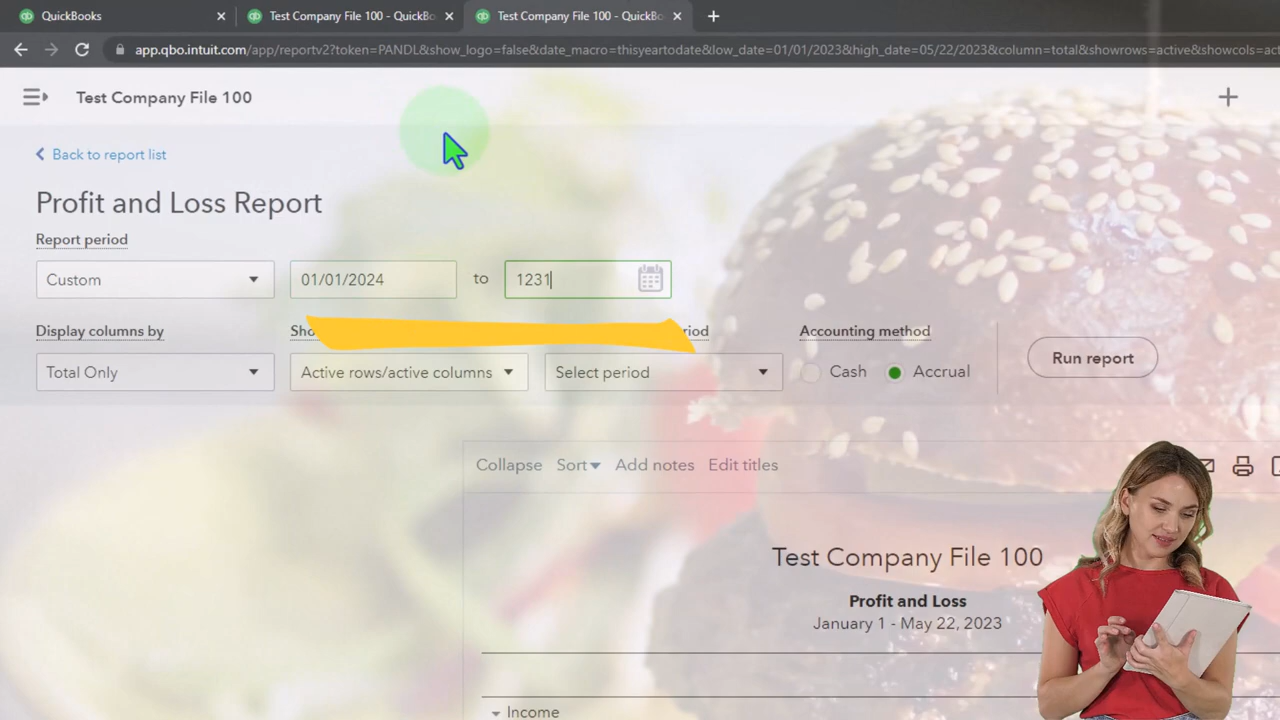 QuickBooks
Test Company File 100 - QuickBo
Test Company File 100 - QuickBo
app.qbo.intuit.com/app/reportv2?token=PANDL&show_logo=false&date_macro=thisyeartodate&low_date=01/01/2023&high_date=05/22/2023&column=total&showrows=active&showcols=act
Test Company File 100
Back to report list
Profit and Loss Report
Report period
Custom 01/01/2024 to 1231
Display columns by Accounting method
Total Only Active rows/active columns Select period Cash Accrual Run report
Collapse Sort Add notes Edit titles
Test Company File 100
Profit and Loss
January 1 - May 22, 2023
Income